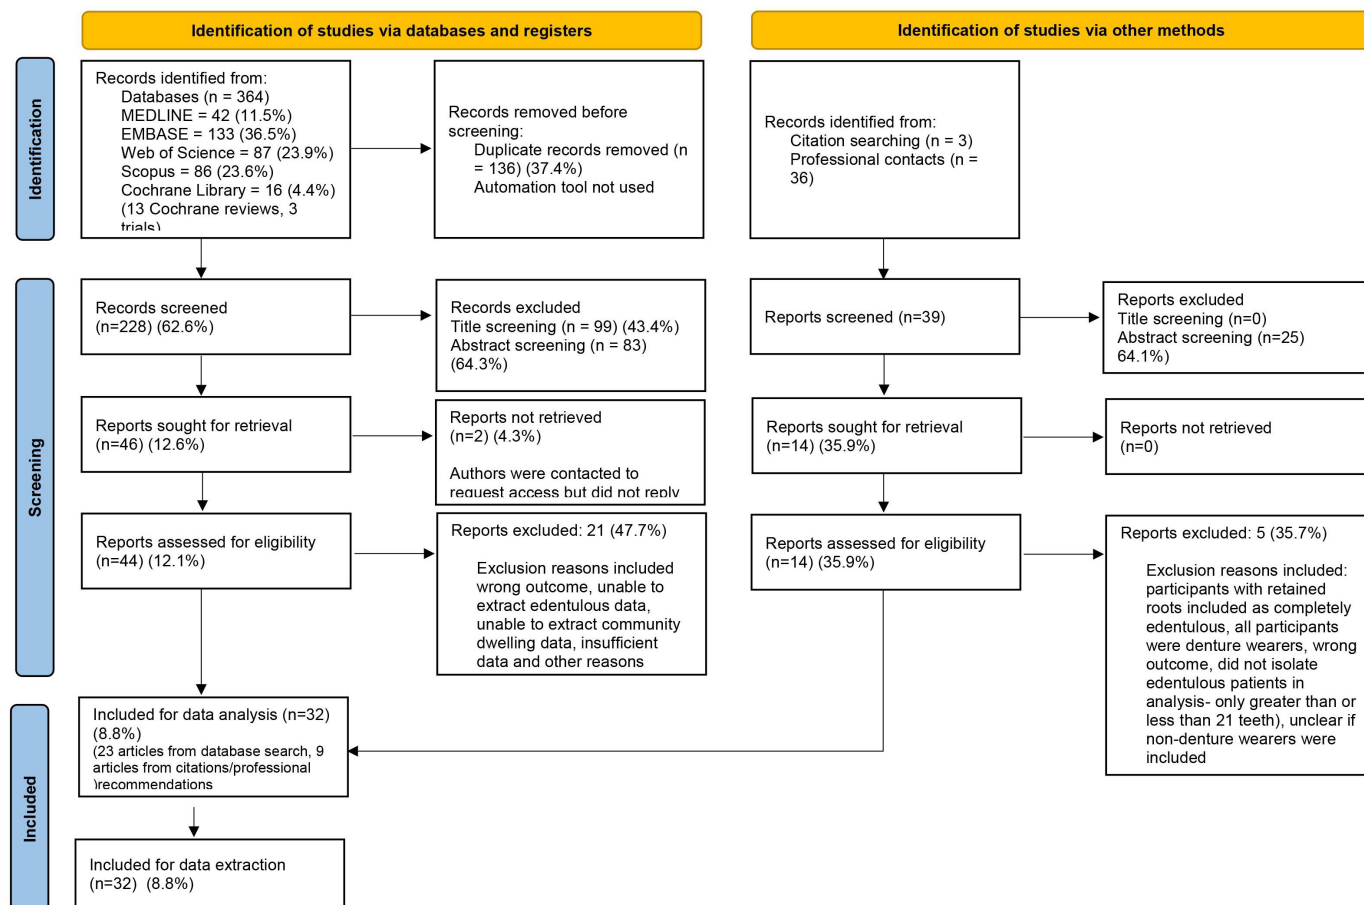 Identification of studies via databases and registers
Identification of studies via other methods
Identification
Records identified from:
Databases (n = 364)
MEDLINE = 42 (11.5%)
EMBASE = 133 (36.5%)
Web of Science = 87 (23.9%)
Scopus = 86 (23.6%)
Cochrane Library = 16 (4.4%)
(13 Cochrane reviews, 3
trials)
Records removed before
screening:
Duplicate records removed (n
= 136) (37.4%)
Automation tool not used
Records identified from:
Citation searching (n = 3)
Professional contacts (n =
36)
Screening
Records screened
(n=228) (62.6%)
Records excluded
Title screening (n = 99) (43.4%)
Abstract screening (n = 83)
(64.3%)
Reports screened (n=39)
Reports excluded
Title screening (n=0)
Abstract screening (n=25)
64.1%)
Reports sought for retrieval
(n=46) (12.6%)
Reports not retrieved
(n=2) (4.3%)
Authors were contacted to
request access but did not reply
Reports sought for retrieval
(n=14) (35.9%)
Reports not retrieved
(n=0)
Reports assessed for eligibility
(n=44) (12.1%)
Reports excluded: 21 (47.7%)
Exclusion reasons included
wrong outcome, unable to
extract edentulous data,
unable to extract community
dwelling data, insufficient
data and other reasons
Reports assessed for eligibility
(n=14) (35.9%)
Reports excluded: 5 (35.7%)
Exclusion reasons included:
participants with retained
roots included as completely
edentulous, all participants
were denture wearers, wrong
outcome, did not isolate
edentulous patients in
analysis- only greater than or
less than 21 teeth), unclear if
non-denture wearers were
included
Included
Included for data analysis (n=32)
(8.8%)
(23 articles from database search, 9
articles from citations/professional
)recommendations
Included for data extraction
(n=32) (8.8%)